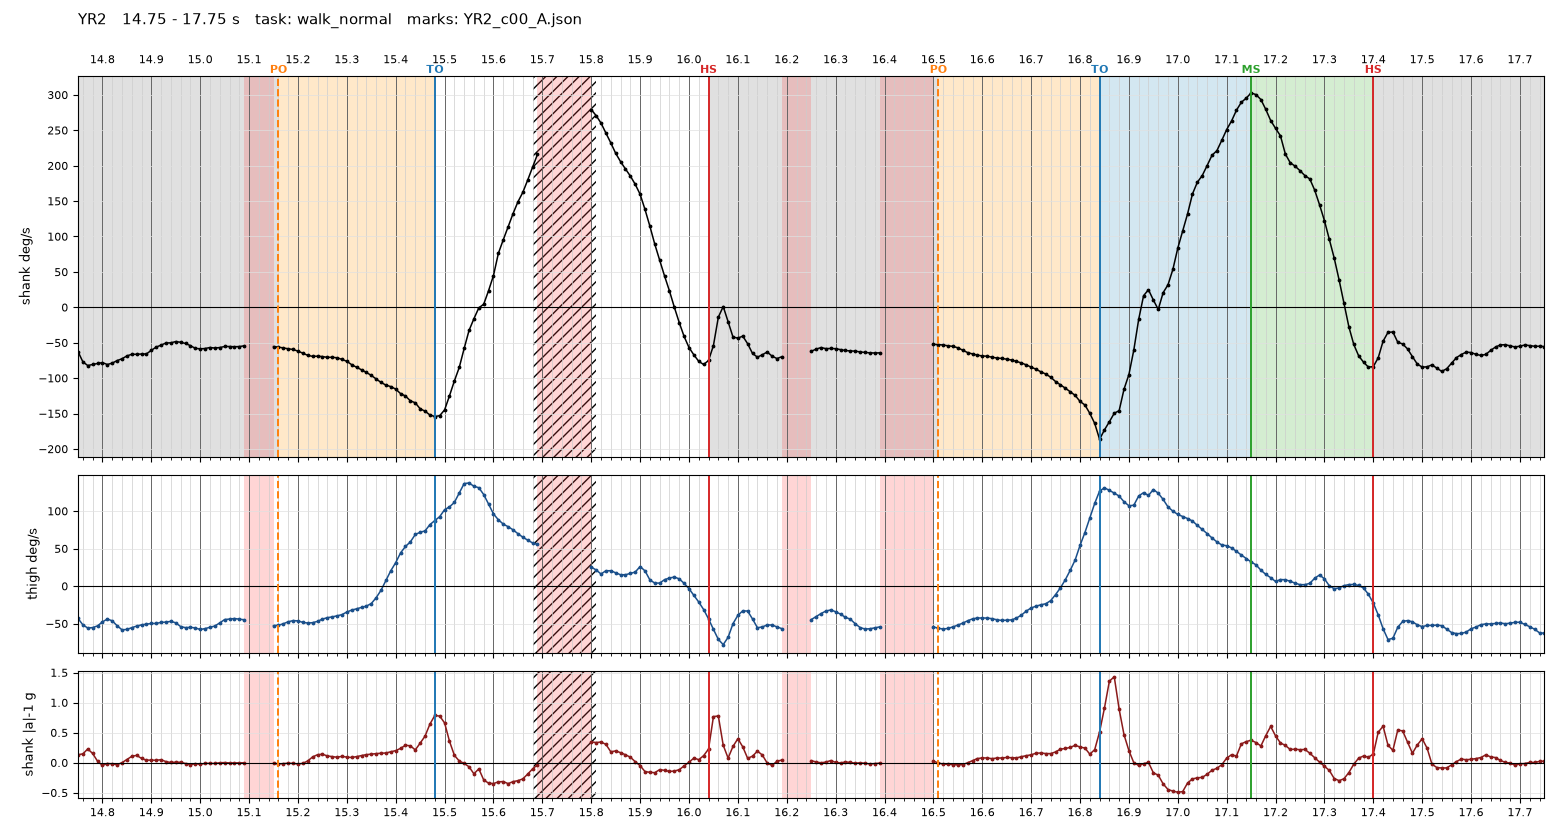 YR2 14.75 - 17.75 s task: walk_normal marks: YR2_c00_A.json
14.8 14.9 15.0 15.1 15.2 15.3 15.4 15.5 15.6 15.7 15.8 15.9 16.0 16.1 16.2 16.3 16.4 16.5 16.6 16.7 16.8 16.9 17.0 17.1 17.2 17.3 17.4 17.5 17.6 17.7
PO TO HS PO TO MS HS
shank deg/s
300
250
200
150
100
50
0
−50
−100
−150
−200
thigh deg/s
100
50
0
−50
shank |a|-1 g
1.5
1.0
0.5
0.0
−0.5
14.8 14.9 15.0 15.1 15.2 15.3 15.4 15.5 15.6 15.7 15.8 15.9 16.0 16.1 16.2 16.3 16.4 16.5 16.6 16.7 16.8 16.9 17.0 17.1 17.2 17.3 17.4 17.5 17.6 17.7